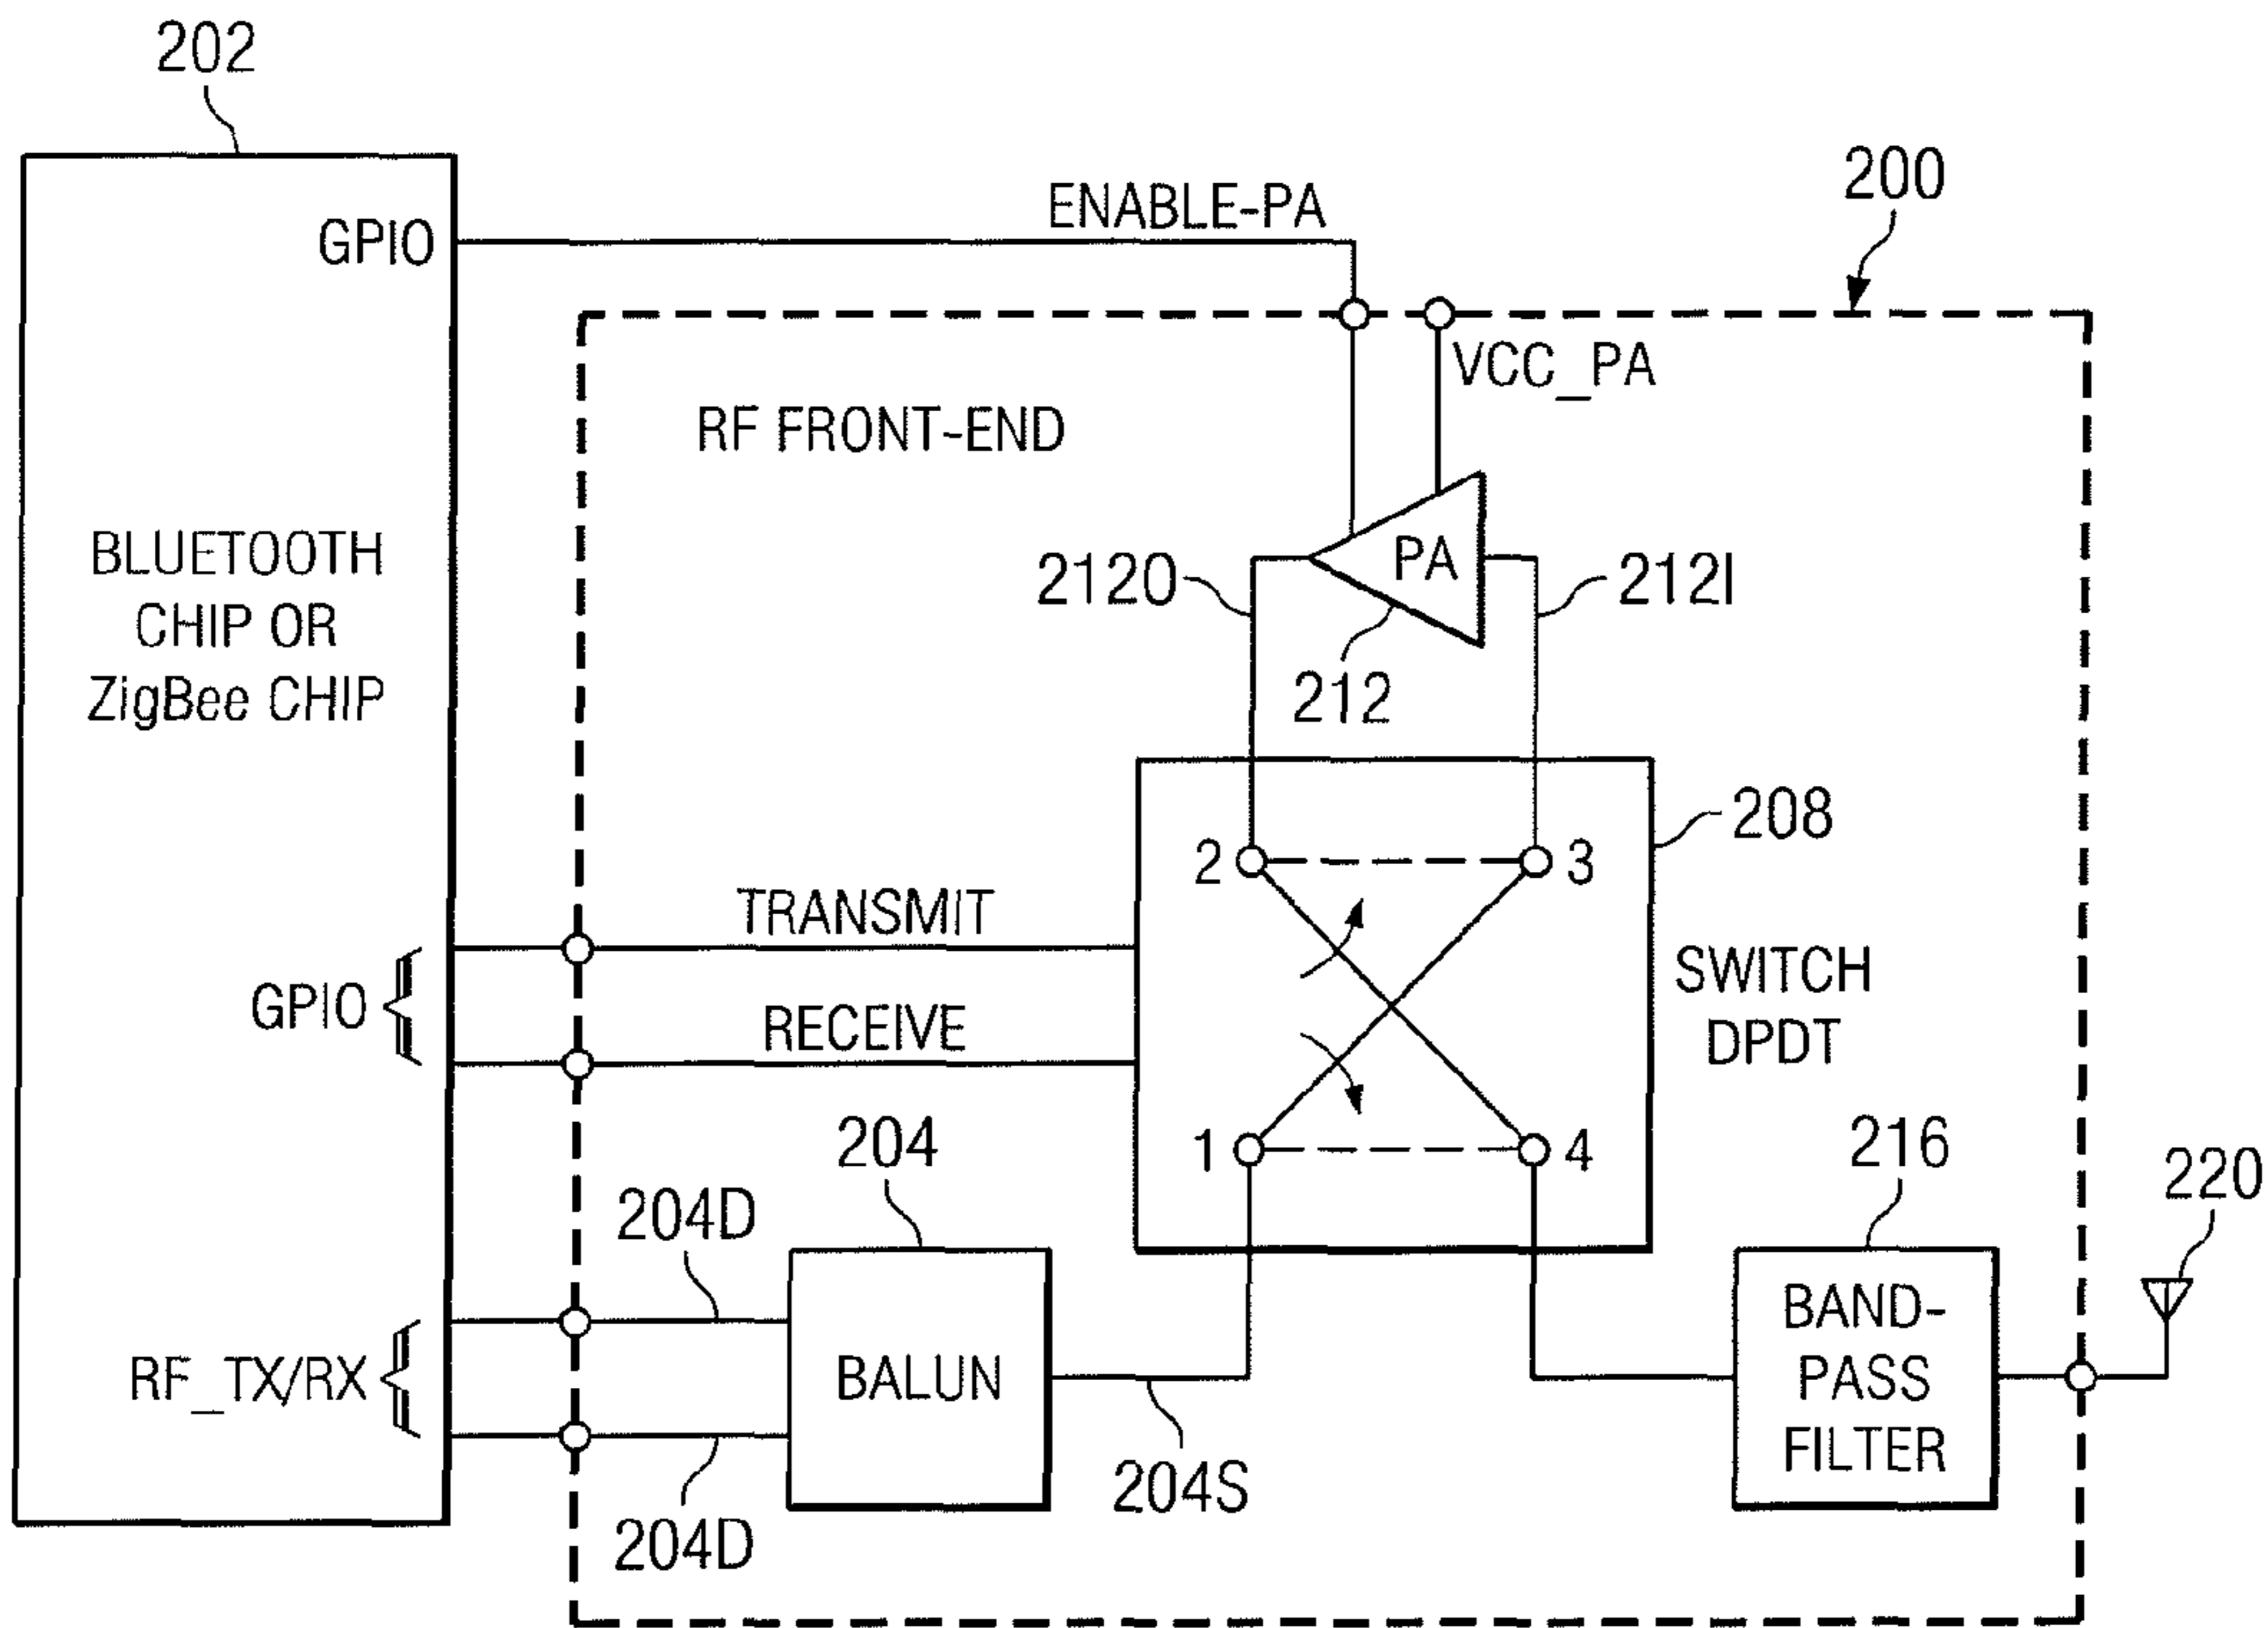 202
200
GPIO
ENABLE-PA
VCC_PA
RF FRONT-END
BLUETOOTH
CHIP OR
ZigBee CHIP
212O
PA
212I
212
208
2
3
TRANSMIT
GPIO
RECEIVE
SWITCH
DPDT
1
4
204
216
220
204D
RF_TX/RX
BALUN
BAND-
PASS
FILTER
204S
204D